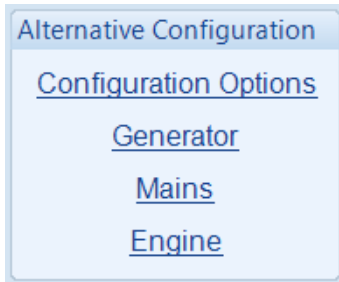 Alternative Configuration
Configuration Options
Generator
Mains
Engine